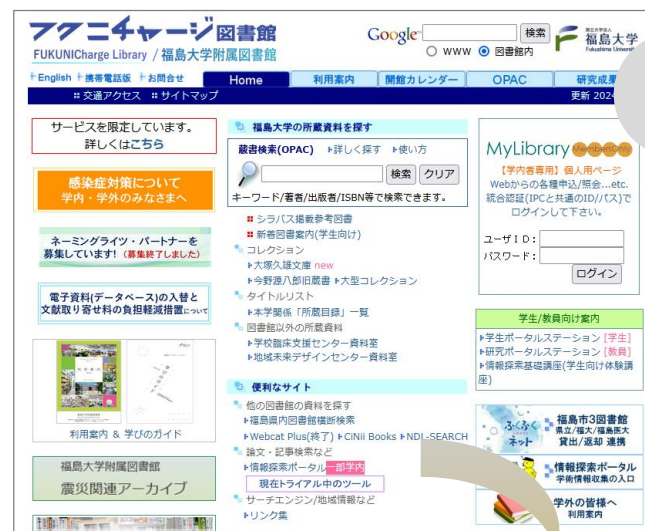 フクニチャージ図書館
FUKUNICharge Library / 福島大学附属図書館
Google
検索
WWW 図書館内
福島大学
Fukushima University
English 携帯電話版 お問合せ
Home 利用案内 開館カレンダー OPAC 研究成果
交通アクセス サイトマップ
更新 2024
サービスを限定しています。
詳しくはこちら
感染症対策について
学内・学外のみなさまへ
ネーミングライツ・パートナーを
募集しています! (募集終了しました)
電子資料(データベース)の入替と
文献取り寄せ料の負担軽減措置について
利用案内 & 学びのガイド
福島大学附属図書館
震災関連アーカイブ
福島大学の所蔵資料を探す
蔵書検索(OPAC) 詳しく探す 使い方
検索 クリア
キーワード/著者/出版者/ISBN等で検索できます。
シラバス掲載参考図書
新着図書案内(学生向け)
コレクション
大塚久雄文庫 new
今野源八郎旧蔵書 大型コレクション
タイトルリスト
本学関係「所蔵目録」一覧
図書館以外の所蔵資料
学校臨床支援センター資料室
地域未来デザインセンター資料室
便利なサイト
他の図書館の資料を探す
福島県内図書館横断検索
Webcat Plus(終了) CiNii Books NDL-SEARCH
論文・記事検索など
情報探索ポータル 一部学内
現在トライアル中のツール
サーチエンジン/地域情報など
リンク集
MyLibrary MembersOnly
【学内者専用】個人用ページ
Webからの各種申込/照会...etc.
統合認証(IPCと共通のID/パス)で
ログインして下さい。
ユーザID:
パスワード:
ログイン
学生/教員向け案内
学生ポータルステーション [学生]
研究ポータルステーション [教員]
情報探索基礎講座(学生向け体験講
座)
ふくふくネット
福島市3図書館
県立/福大/福島医大
貸出/返却 連携
情報探索ポータル
学術情報収集の入口
学外の皆様へ
利用案内